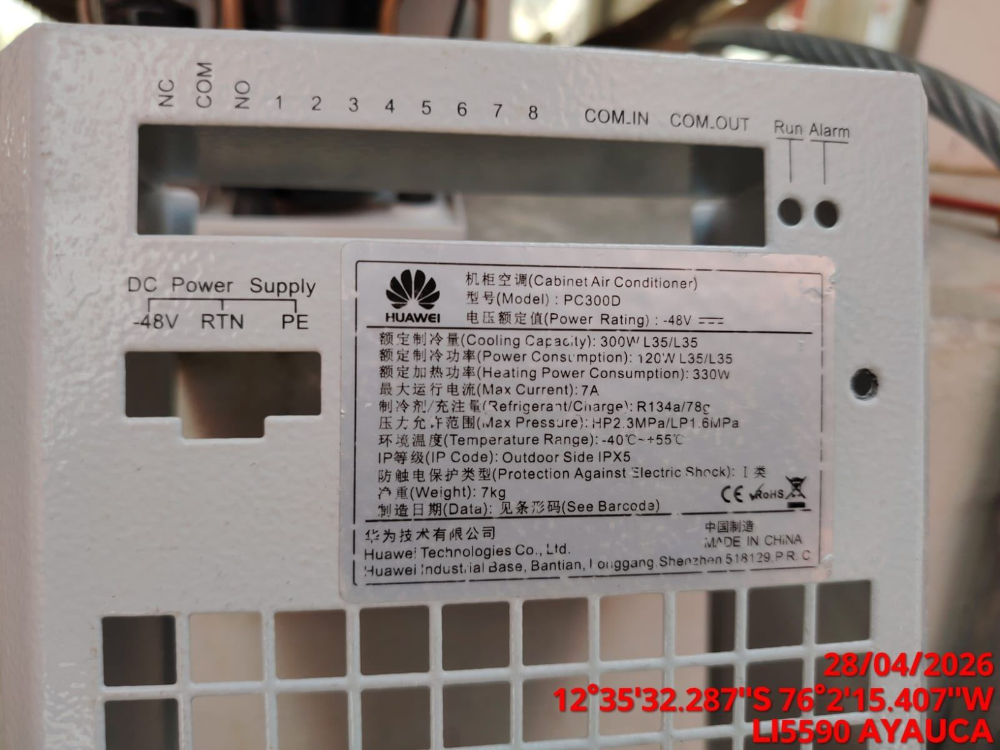 NC COM NO 1 2 3 4 5 6 7 8 COM_IN COM_OUT Run Alarm
DC Power Supply
-48V RTN PE
HUAWEI
机柜空调(Cabinet Air Conditioner)
型号(Model) : PC300D
电压额定值(Power Rating) : -48V ⎓
额定制冷量(Cooling Capacity): 300W L35/L35
额定制冷功率(Power Consumption): 120W L35/L35
额定加热功率(Heating Power Consumption): 330W
最大运行电流(Max Current): 7A
制冷剂/充注量(Refrigerant/Charge): R134a/78g
压力允许范围(Max Pressure): HP2.3MPa/LP1.6MPa
环境温度(Temperature Range): -40℃~+55℃
IP等级(IP Code): Outdoor Side IPX5
防触电保护类型(Protection Against Electric Shock): I 类
净重(Weight): 7kg
CE RoHS
制造日期(Data): 见条形码(See Barcode)
华为技术有限公司
中国制造
Huawei Technologies Co., Ltd.
MADE IN CHINA
Huawei Industrial Base, Bantian, Longgang, Shenzhen 518129, P.R. C
28/04/2026
12°35'32.287"S 76°2'15.407"W
LI5590 AYAUCA